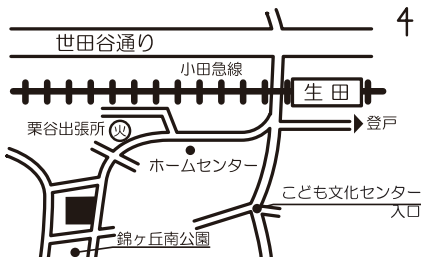 世田谷通り
小田急線
生田
登戸
栗谷出張所
火
ホームセンター
こども文化センター
入口
錦ヶ丘南公園